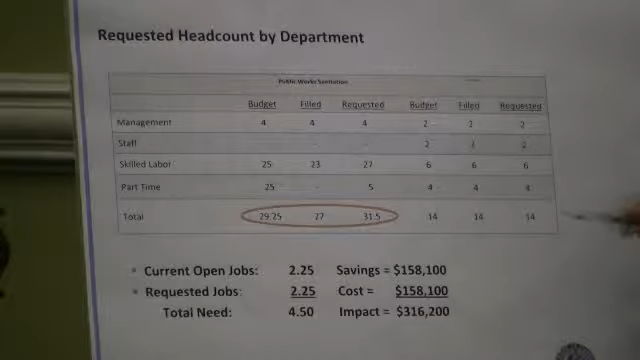 Requested Headcount by Department
Public Works Sanitation
Budget Filled Requested Budget Filled Requested
Management 4 4 4 2 2 2
Staff - - - 2 2 2
Skilled Labor 25 23 27 6 6 6
Part Time 25 - 5 4 4 4
Total 29.25 27 31.5 14 14 14
Current Open Jobs: 2.25 Savings = $158,100
Requested Jobs: 2.25 Cost = $158,100
Total Need: 4.50 Impact = $316,200